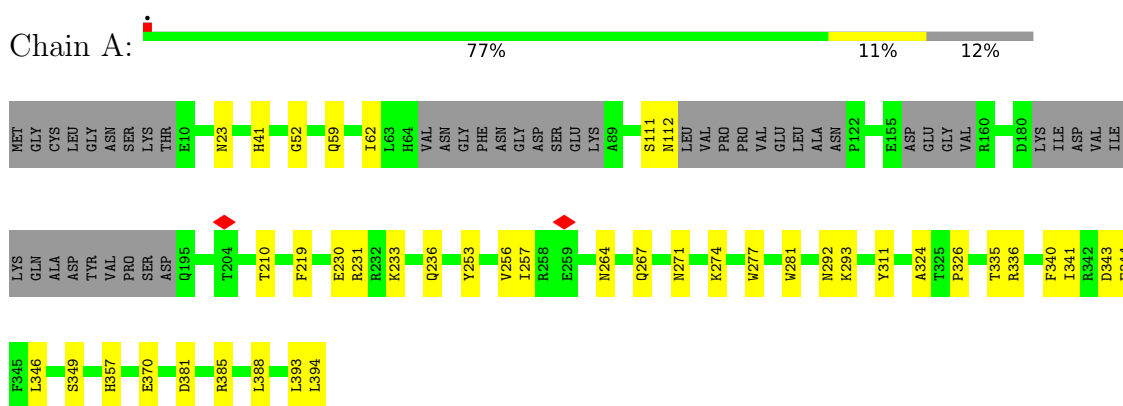 Chain A:
77% 11% 12%
MET GLY CYS LEU GLY ASN SER LYS THR E10 N23 H41 G52 Q59 I62 L63 H64 VAL ASN GLY PHE ASN GLY ASP SER GLU LYS A89 S111 N112 LEU VAL PRO PRO VAL GLU LEU ALA ASN P122 E155 ASP GLU GLY VAL R160 D180 LYS ILE ASP VAL ILE
LYS GLN ALA ASP TYR VAL PRO SER ASP Q195 T204 T210 F219 E230 R231 R232 K233 Q236 Y253 V256 I257 R258 E259 N264 Q267 N271 K274 W277 W281 N292 K293 Y311 A324 T325 P326 T335 R336 F340 I341 R342 D343
F345 L346 S349 H357 E370 D381 R385 L388 L393 L394